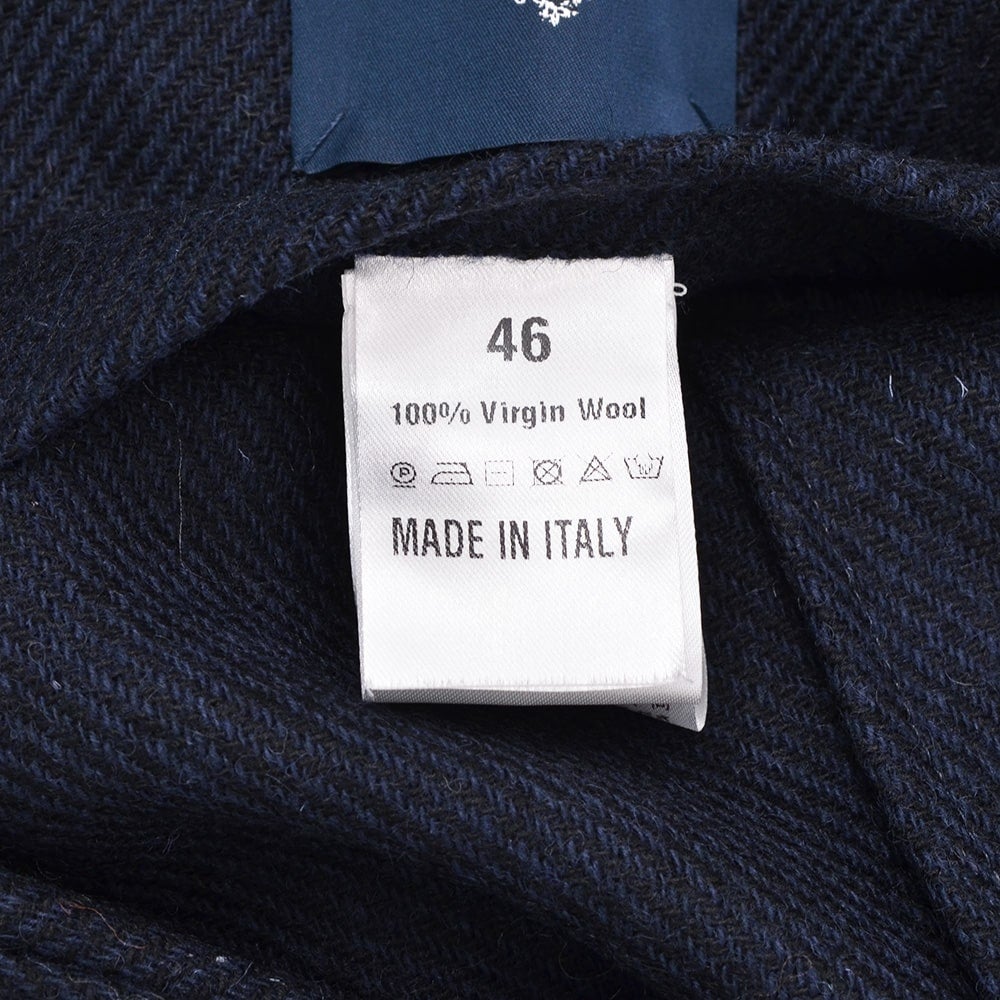 46
100% Virgin Wool
P
MADE IN ITALY